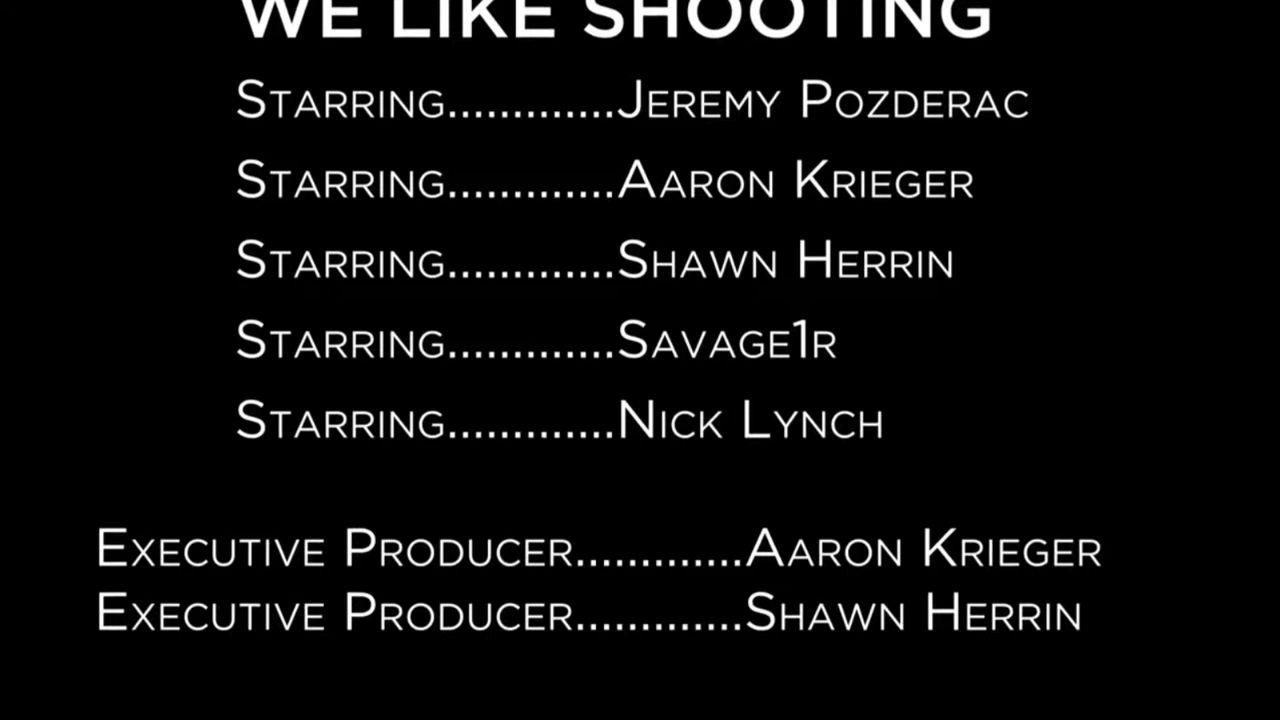 WE LIKE SHOOTING
Starring.............Jeremy Pozderac
Starring.............Aaron Krieger
Starring.............Shawn Herrin
Starring.............Savage1r
Starring.............Nick Lynch
Executive Producer.............Aaron Krieger
Executive Producer.............Shawn Herrin